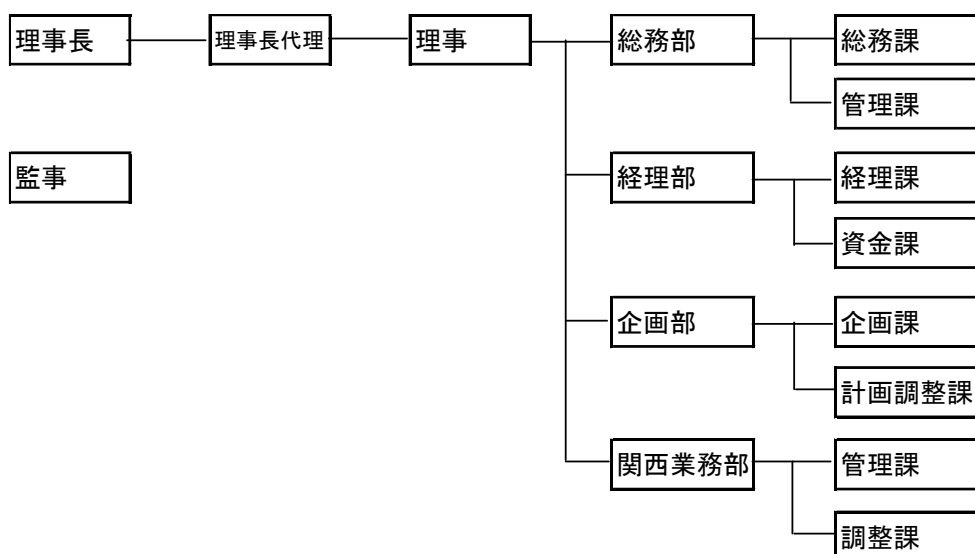 理事長
理事長代理
理事
総務部
総務課
管理課
監事
経理部
経理課
資金課
企画部
企画課
計画調整課
関西業務部
管理課
調整課